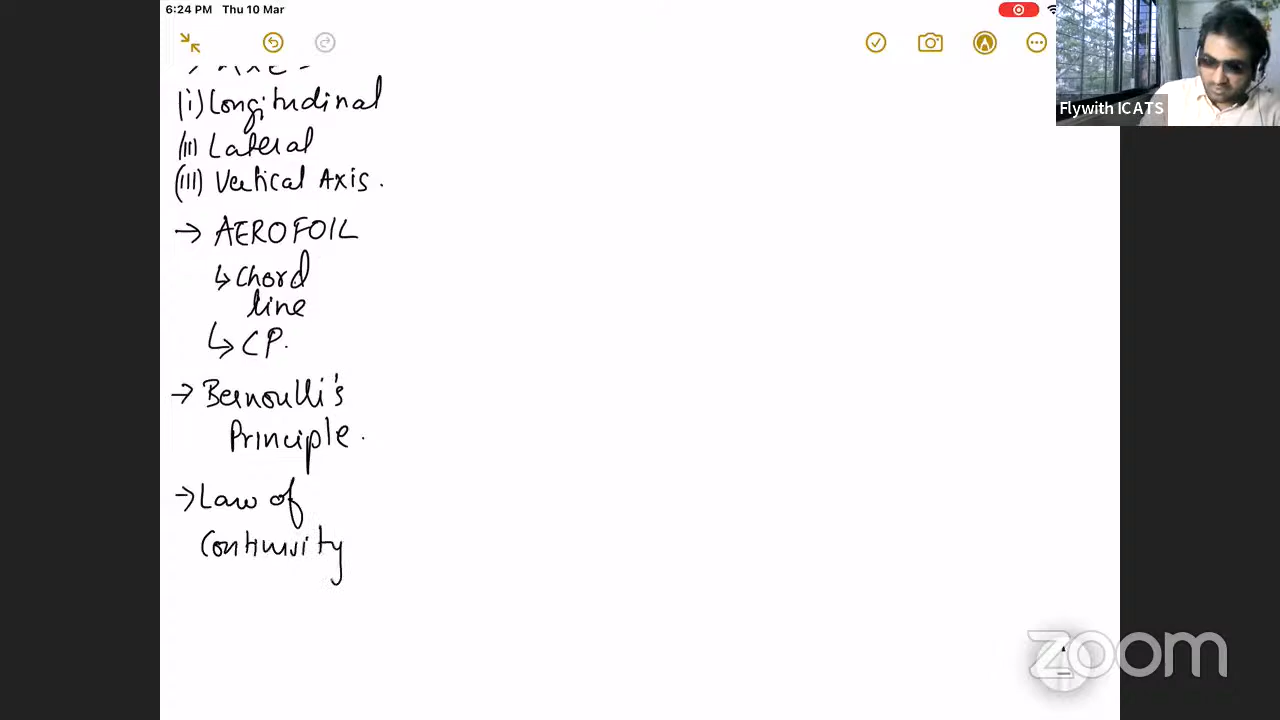 6:24 PM Thu 10 Mar
Flywith ICATS
(i) Longitudinal
(II) Lateral
(III) Vertical Axis.
→ AEROFOIL
↳ Chord
line
↳ CP.
→ Bernoulli's
Principle.
→ Law of
Continuity
zoom